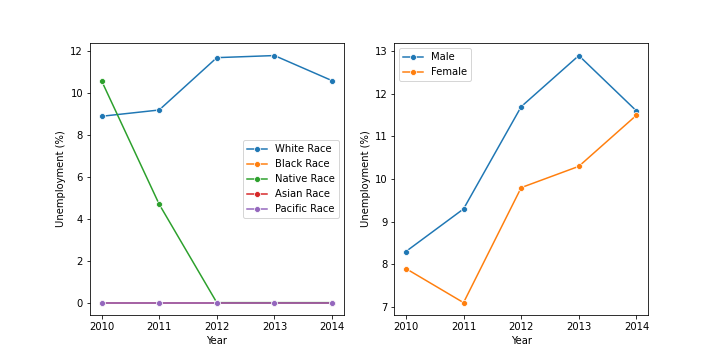 12
10
8
6
4
2
0
Unemployment (%)
2010 2011 2012 2013 2014
Year
White Race
Black Race
Native Race
Asian Race
Pacific Race
13
12
11
10
9
8
7
Unemployment (%)
2010 2011 2012 2013 2014
Year
Male
Female